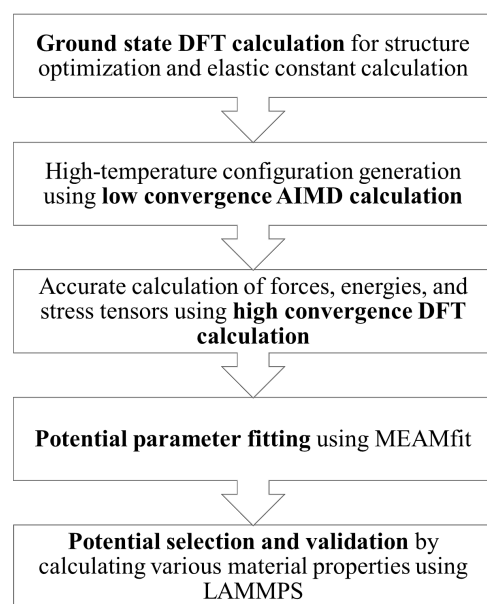 Ground state DFT calculation for structure
optimization and elastic constant calculation
High-temperature configuration generation
using low convergence AIMD calculation
Accurate calculation of forces, energies, and
stress tensors using high convergence DFT
calculation
Potential parameter fitting using MEAMfit
Potential selection and validation by
calculating various material properties using
LAMMPS